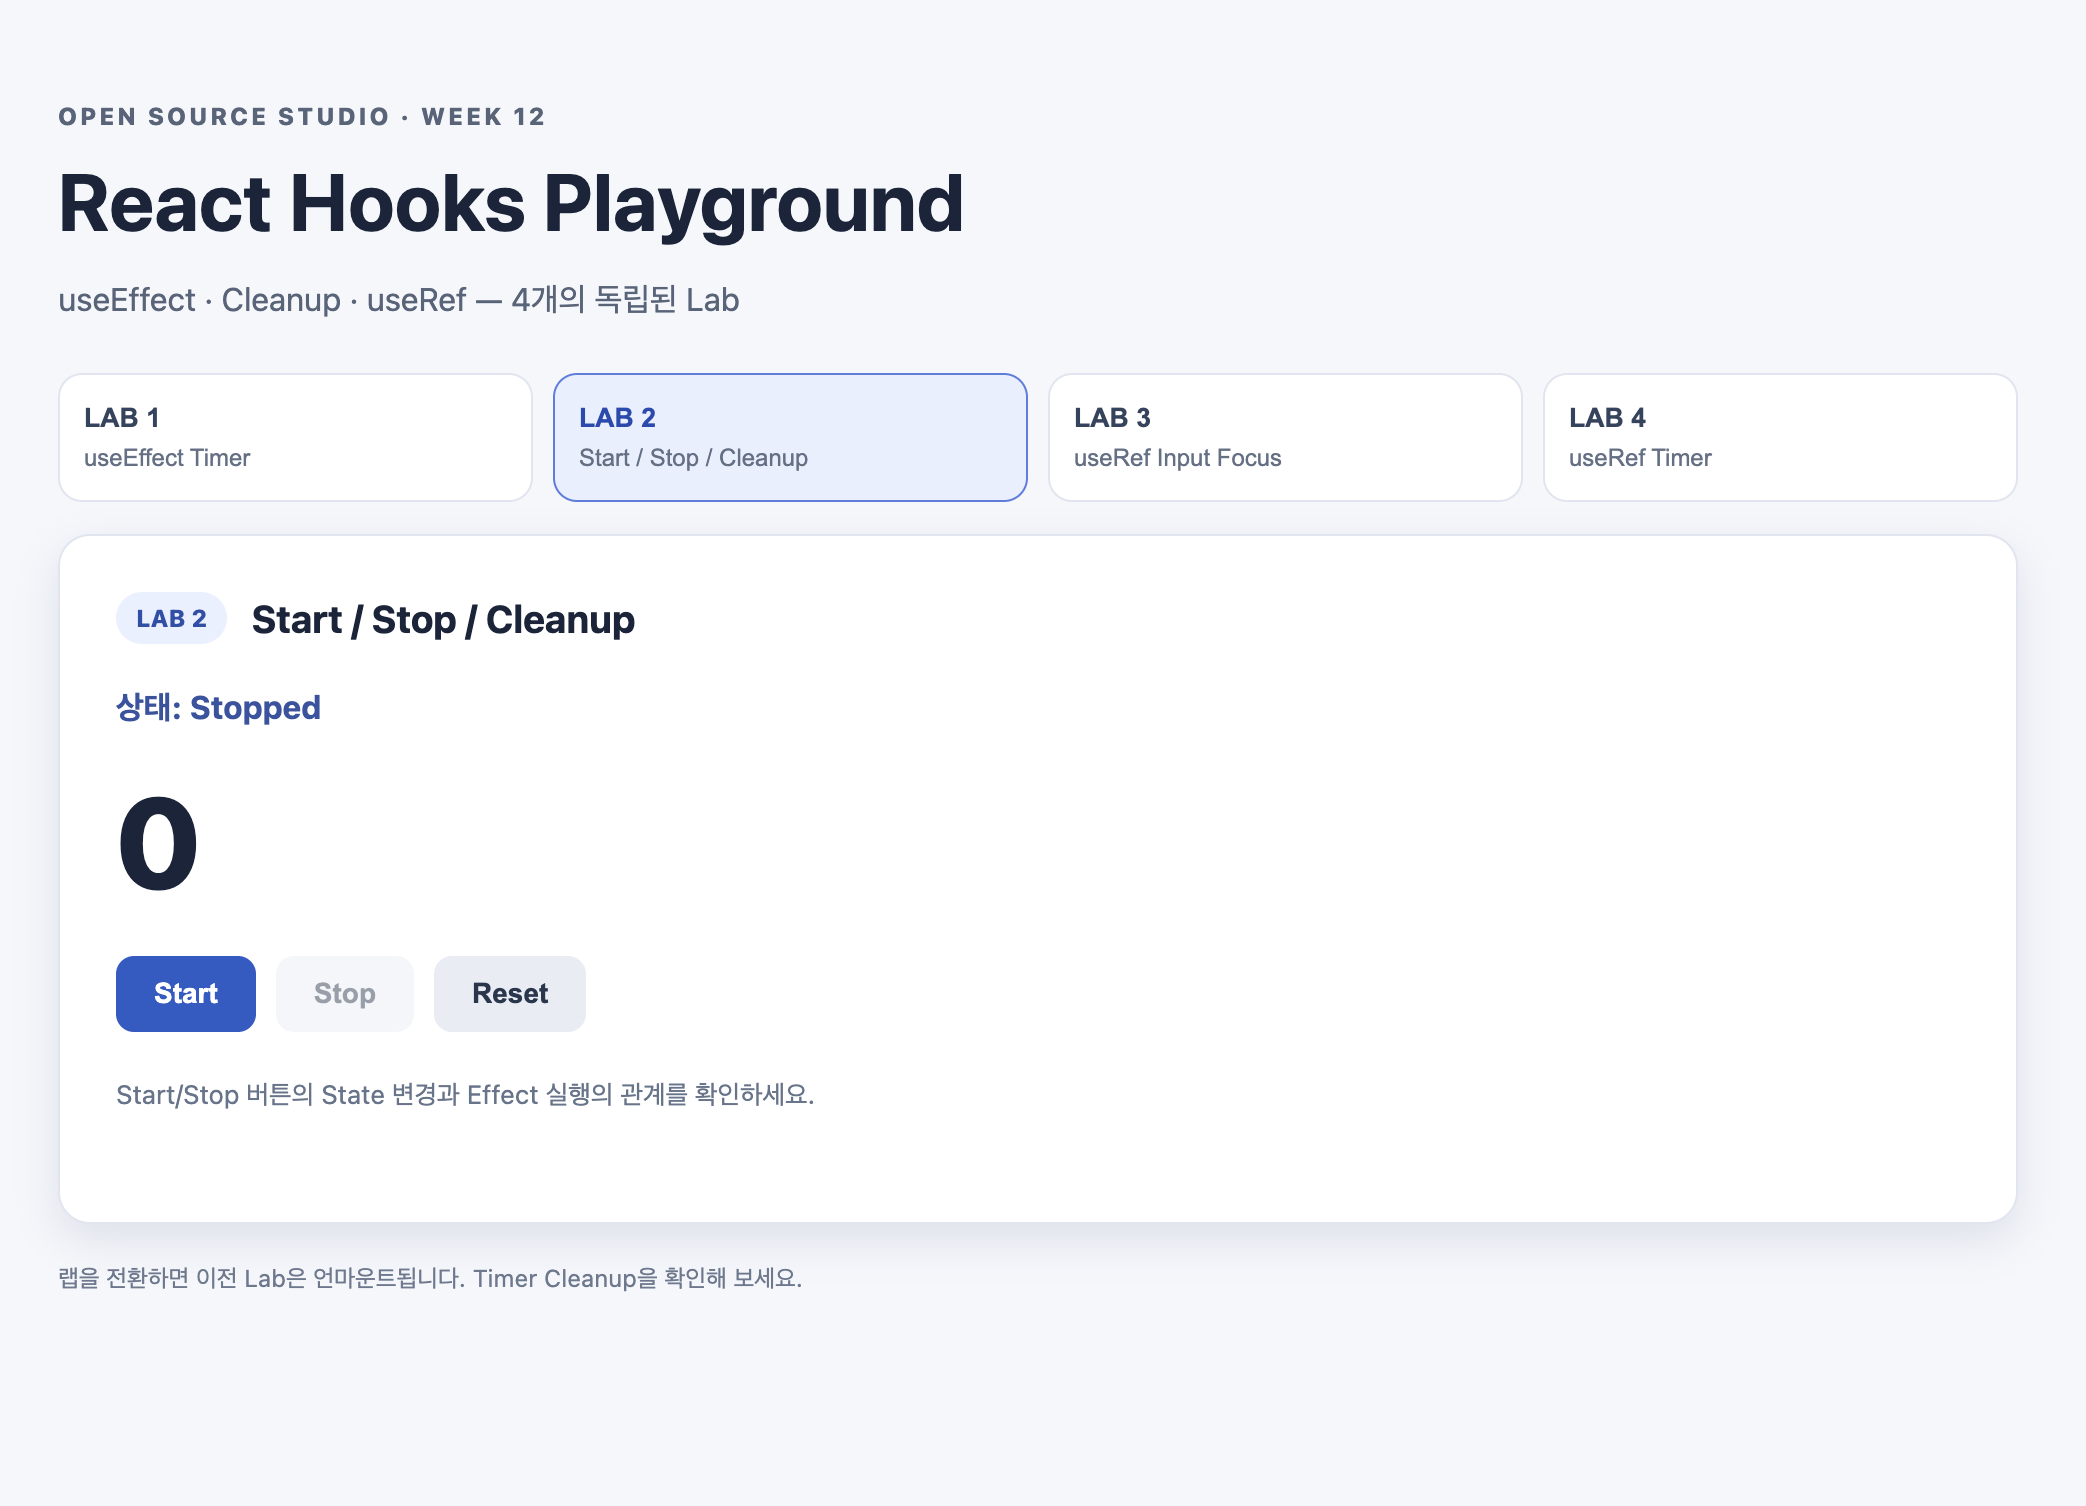 OPEN SOURCE STUDIO · WEEK 12
React Hooks Playground
useEffect · Cleanup · useRef — 4개의 독립된 Lab
LAB 1
useEffect Timer
LAB 2
Start / Stop / Cleanup
LAB 3
useRef Input Focus
LAB 4
useRef Timer
LAB 2 Start / Stop / Cleanup
상태: Stopped
0
Start Stop Reset
Start/Stop 버튼의 State 변경과 Effect 실행의 관계를 확인하세요.
랩을 전환하면 이전 Lab은 언마운트됩니다. Timer Cleanup을 확인해 보세요.